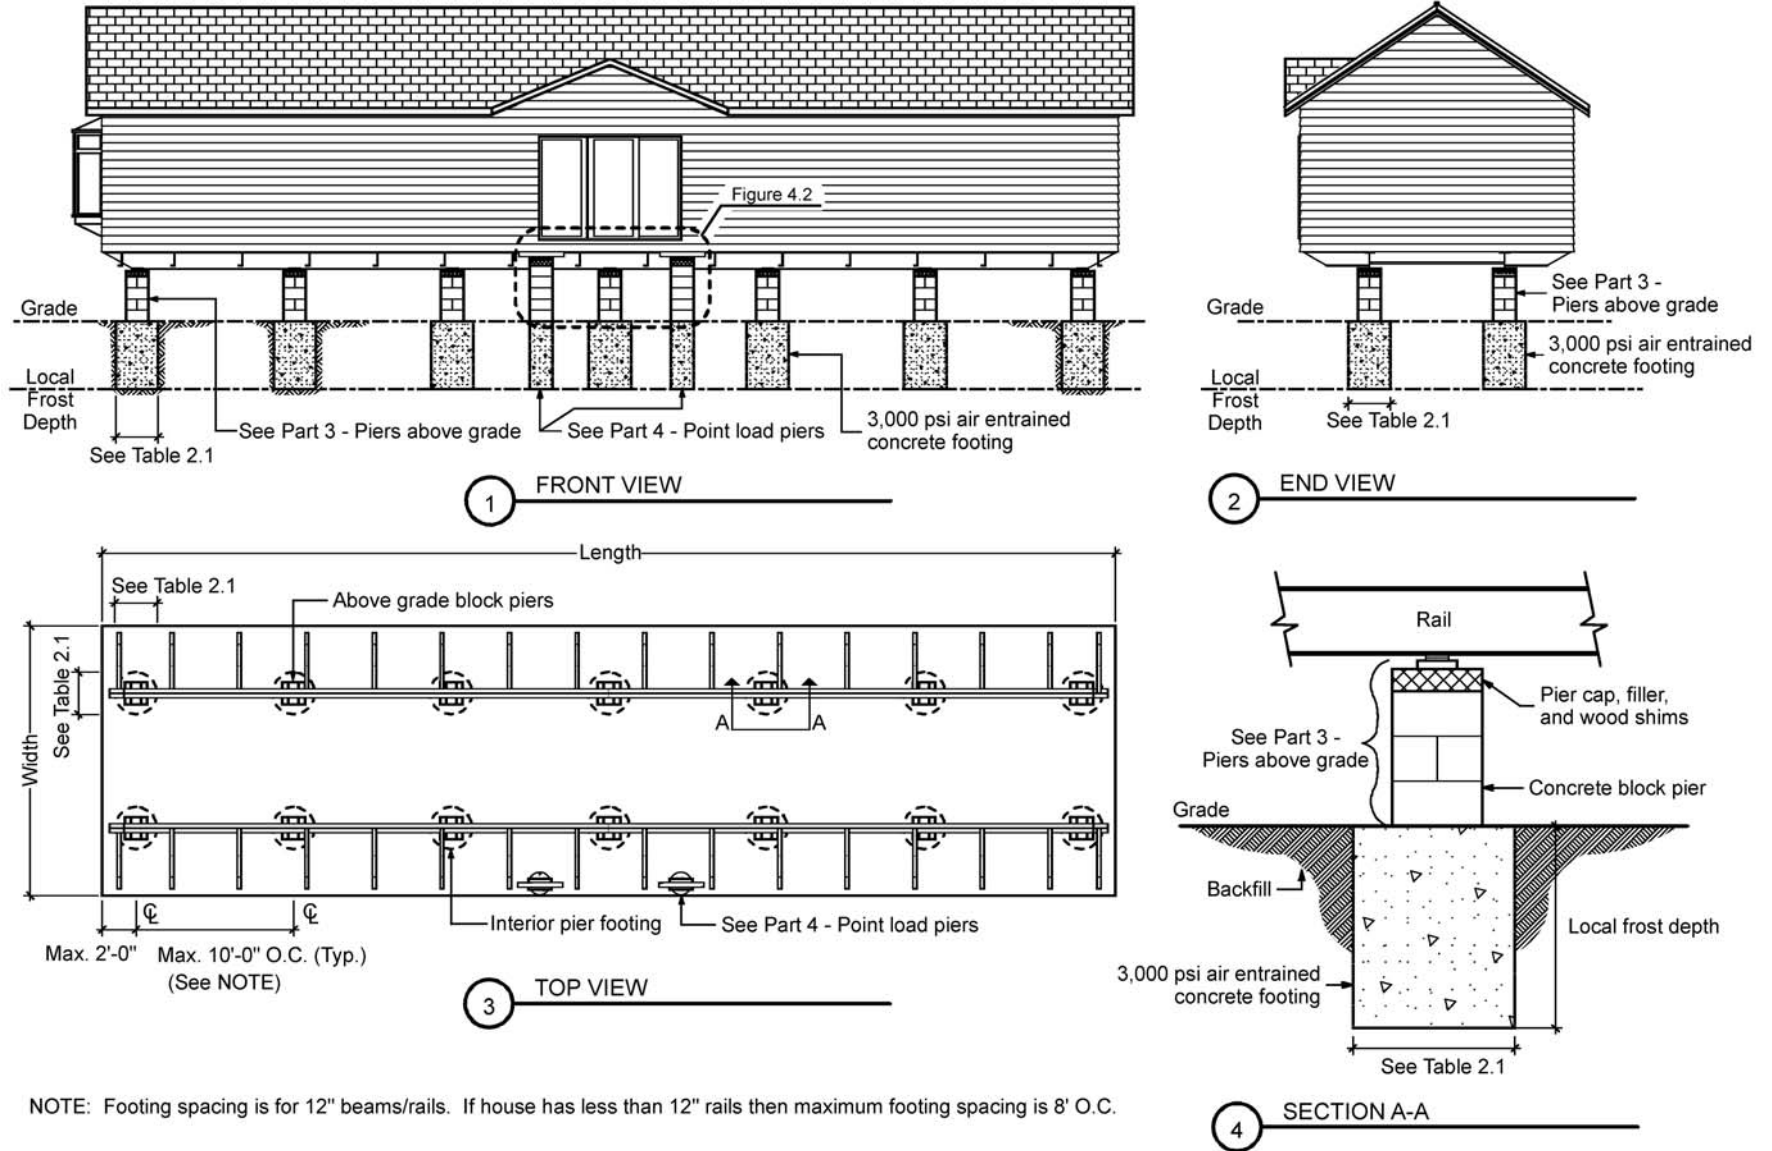 Figure 4.2
Grade
Local
Frost
Depth
See Table 2.1
See Part 3 - Piers above grade
See Part 4 - Point load piers
3,000 psi air entrained
concrete footing
1
FRONT VIEW
Grade
Local
Frost
Depth
See Part 3 -
Piers above grade
3,000 psi air entrained
concrete footing
See Table 2.1
2
END VIEW
Length
See Table 2.1
Above grade block piers
Width
See Table 2.1
A
A
℄
℄
Max. 2'-0"
Max. 10'-0" O.C. (Typ.)
(See NOTE)
Interior pier footing
See Part 4 - Point load piers
3
TOP VIEW
Rail
Pier cap, filler,
and wood shims
See Part 3 -
Piers above grade
Concrete block pier
Grade
Backfill
Local frost depth
3,000 psi air entrained
concrete footing
See Table 2.1
4
SECTION A-A
NOTE: Footing spacing is for 12" beams/rails. If house has less than 12" rails then maximum footing spacing is 8' O.C.